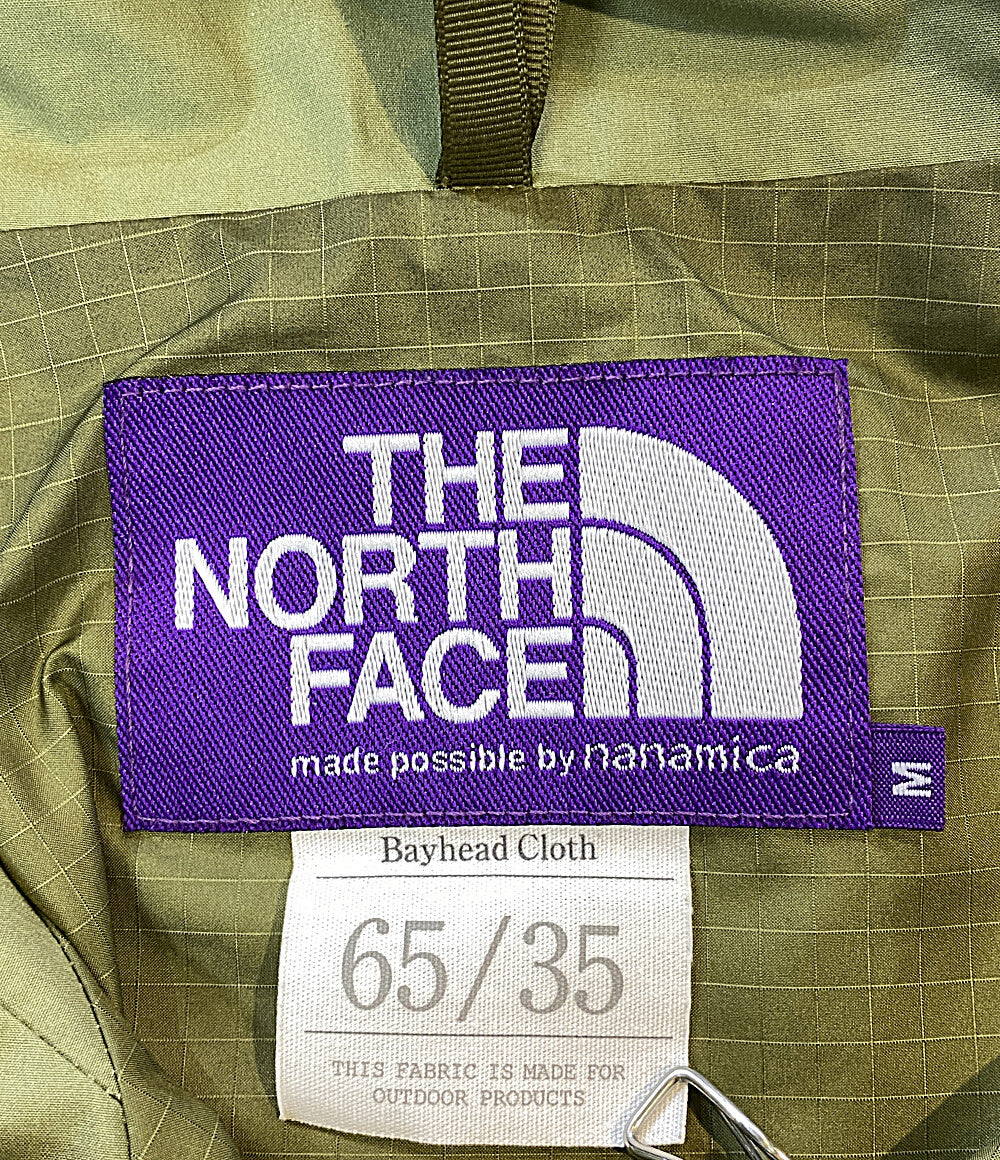 THE
NORTH
FACE
made possible by nanamica
M
Bayhead Cloth
65/35
THIS FABRIC IS MADE FOR
OUTDOOR PRODUCTS